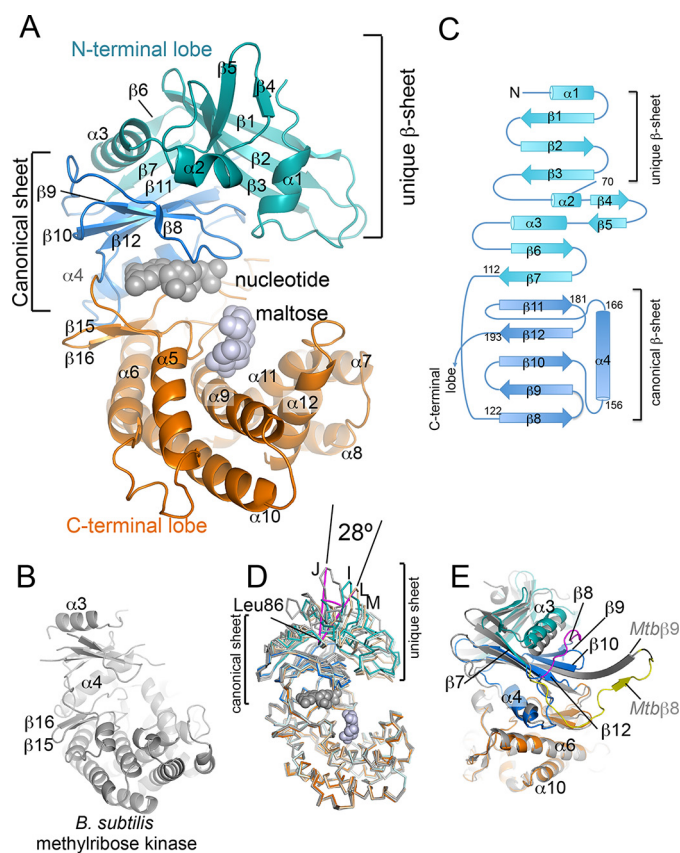 A
N-terminal lobe
unique β-sheet
β5
β4
β6
β1
α3
α2
β2
β7
β3
α1
β11
Canonical sheet
β9
β8
β10
β12
α4
nucleotide
maltose
β15
β16
α5
α6
α7
α11
α9
α12
α8
α10
C-terminal lobe
C
N
α1
β1
β2
β3
unique β-sheet
70
α2
β4
α3
β5
β6
112
β7
β11
181
166
193
β12
β10
α4
β9
122
β8
156
canonical β-sheet
C-terminal
lobe
B
α3
α4
β16
β15
B. subtilis
methylribose kinase
D
28º
J
I
L
M
Leu86
canonical sheet
unique sheet
E
β8
α3
β9
β10
Mtbβ9
β7
α4
Mtbβ8
β12
α6
α10